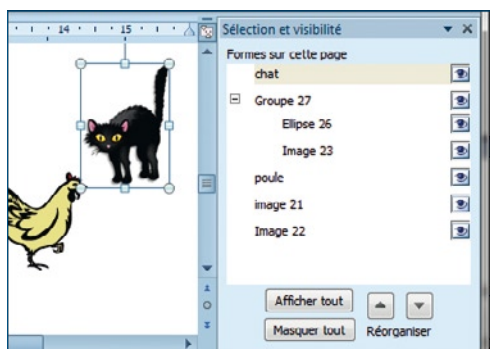 14 15
Sélection et visibilité
Formes sur cette page
chat
Groupe 27
Ellipse 26
Image 23
poule
image 21
Image 22
Afficher tout
Masquer tout
Réorganiser